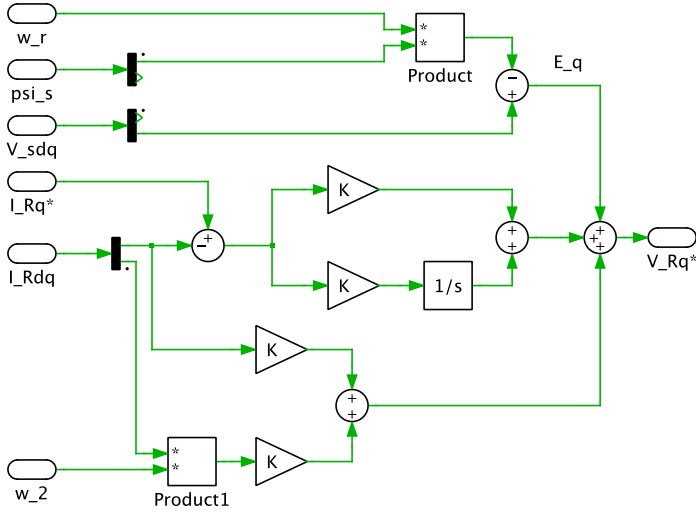 w_r
*
*
Product
psi_s
−
+
E_q
V_sdq
I_Rq*
K
+
−
+
+
+
+
+
V_Rq*
I_Rdq
K
1/s
K
+
+
*
*
Product1
K
w_2